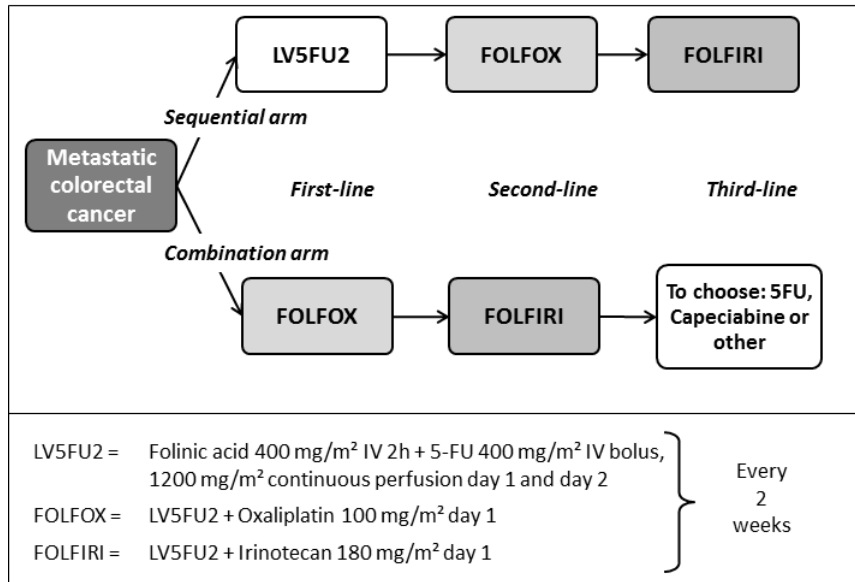 LV5FU2
FOLFOX
FOLFIRI
Sequential arm
Metastatic
colorectal
cancer
First-line
Second-line
Third-line
Combination arm
FOLFOX
FOLFIRI
To choose: 5FU,
Capeciabine or
other
LV5FU2 = Folinic acid 400 mg/m² IV 2h + 5-FU 400 mg/m² IV bolus,
1200 mg/m² continuous perfusion day 1 and day 2
FOLFOX = LV5FU2 + Oxaliplatin 100 mg/m² day 1
FOLFIRI = LV5FU2 + Irinotecan 180 mg/m² day 1
Every
2
weeks